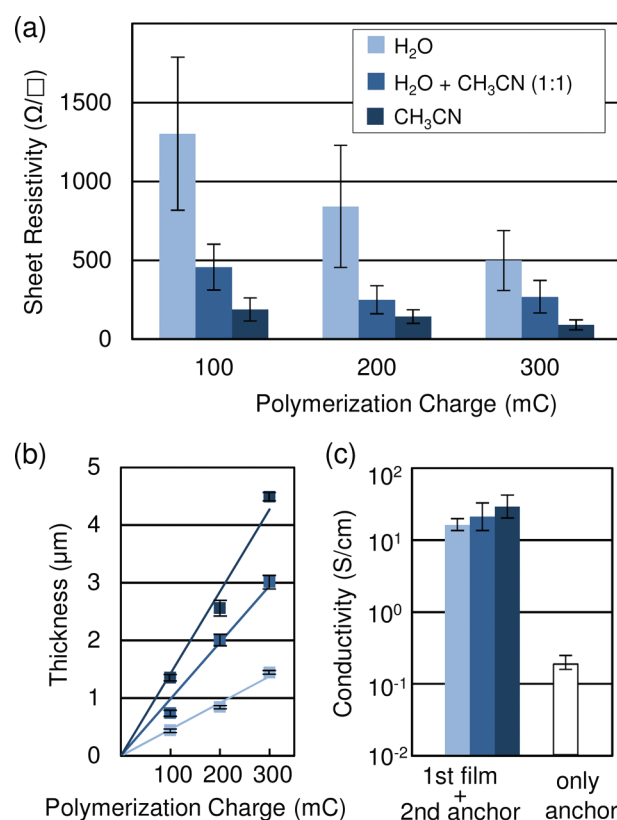 (a)
H₂O
H₂O + CH₃CN (1:1)
CH₃CN
Sheet Resistivity (Ω/□)
1500
1000
500
0
100 200 300
Polymerization Charge (mC)
(b)
5
4
3
2
1
0
Thickness (μm)
100 200 300
Polymerization Charge (mC)
(c)
10²
10¹
10⁰
10⁻¹
10⁻²
Conductivity (S/cm)
1st film
+
2nd anchor
only
anchor